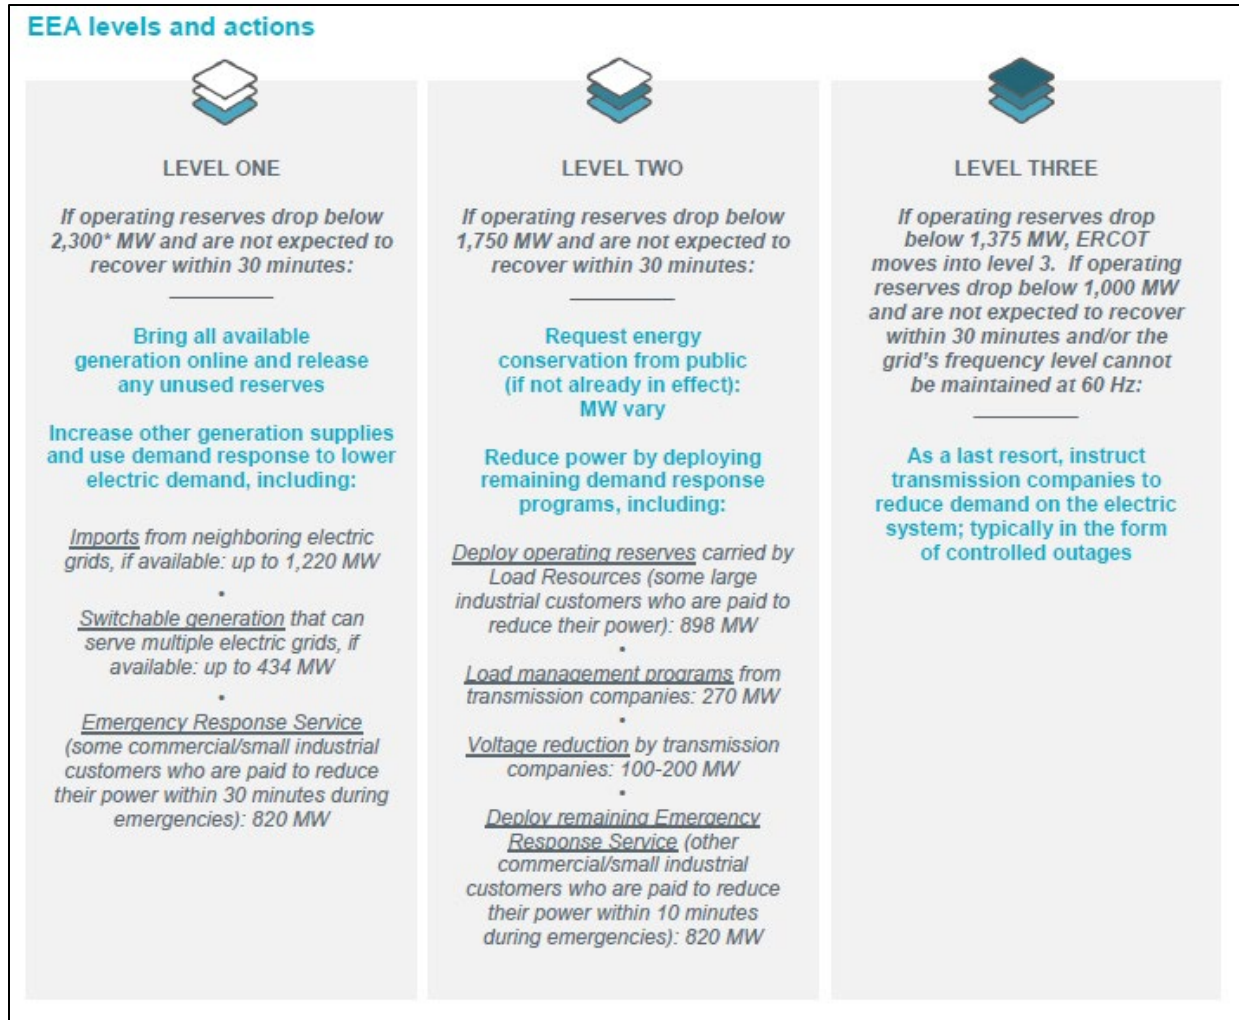 EEA levels and actions
LEVEL ONE
If operating reserves drop below
2,300* MW and are not expected to
recover within 30 minutes:
Bring all available
generation online and release
any unused reserves
Increase other generation supplies
and use demand response to lower
electric demand, including:
Imports from neighboring electric
grids, if available: up to 1,220 MW
•
Switchable generation that can
serve multiple electric grids, if
available: up to 434 MW
•
Emergency Response Service
(some commercial/small industrial
customers who are paid to reduce
their power within 30 minutes during
emergencies): 820 MW
LEVEL TWO
If operating reserves drop below
1,750 MW and are not expected to
recover within 30 minutes:
Request energy
conservation from public
(if not already in effect):
MW vary
Reduce power by deploying
remaining demand response
programs, including:
Deploy operating reserves carried by
Load Resources (some large
industrial customers who are paid to
reduce their power): 898 MW
•
Load management programs from
transmission companies: 270 MW
•
Voltage reduction by transmission
companies: 100-200 MW
•
Deploy remaining Emergency
Response Service (other
commercial/small industrial
customers who are paid to reduce
their power within 10 minutes
during emergencies): 820 MW
LEVEL THREE
If operating reserves drop
below 1,375 MW, ERCOT
moves into level 3. If operating
reserves drop below 1,000 MW
and are not expected to recover
within 30 minutes and/or the
grid's frequency level cannot
be maintained at 60 Hz:
As a last resort, instruct
transmission companies to
reduce demand on the electric
system; typically in the form
of controlled outages